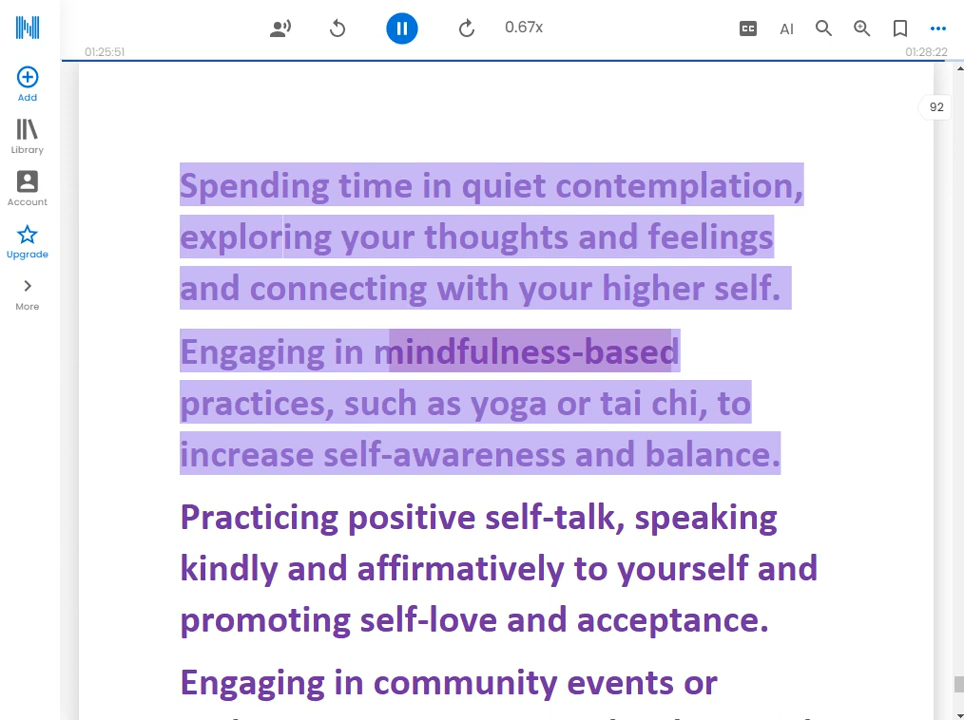 0.67x
CC
AI
01:25:51
01:28:22
Add
Library
Account
Upgrade
More
92
Spending time in quiet contemplation,
exploring your thoughts and feelings
and connecting with your higher self.
Engaging in mindfulness-based
practices, such as yoga or tai chi, to
increase self-awareness and balance.
Practicing positive self-talk, speaking
kindly and affirmatively to yourself and
promoting self-love and acceptance.
Engaging in community events or